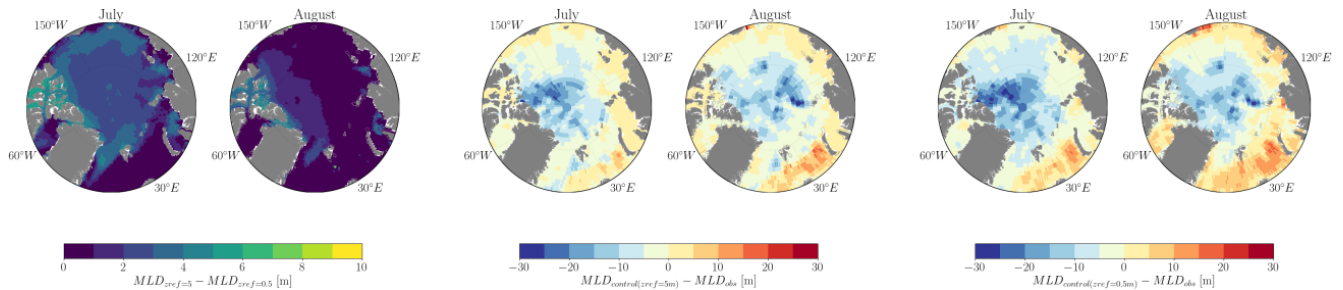 July August
150°W
120°E
60°W
30°E
0 2 4 6 8 10
MLD_{zref=5} − MLD_{zref=0.5} [m]
July August
150°W
120°E
60°W
30°E
−30 −20 −10 0 10 20 30
MLD_{control(zref=5m)} − MLD_{obs} [m]
July August
150°W
120°E
60°W
30°E
−30 −20 −10 0 10 20 30
MLD_{control(zref=0.5m)} − MLD_{obs} [m]